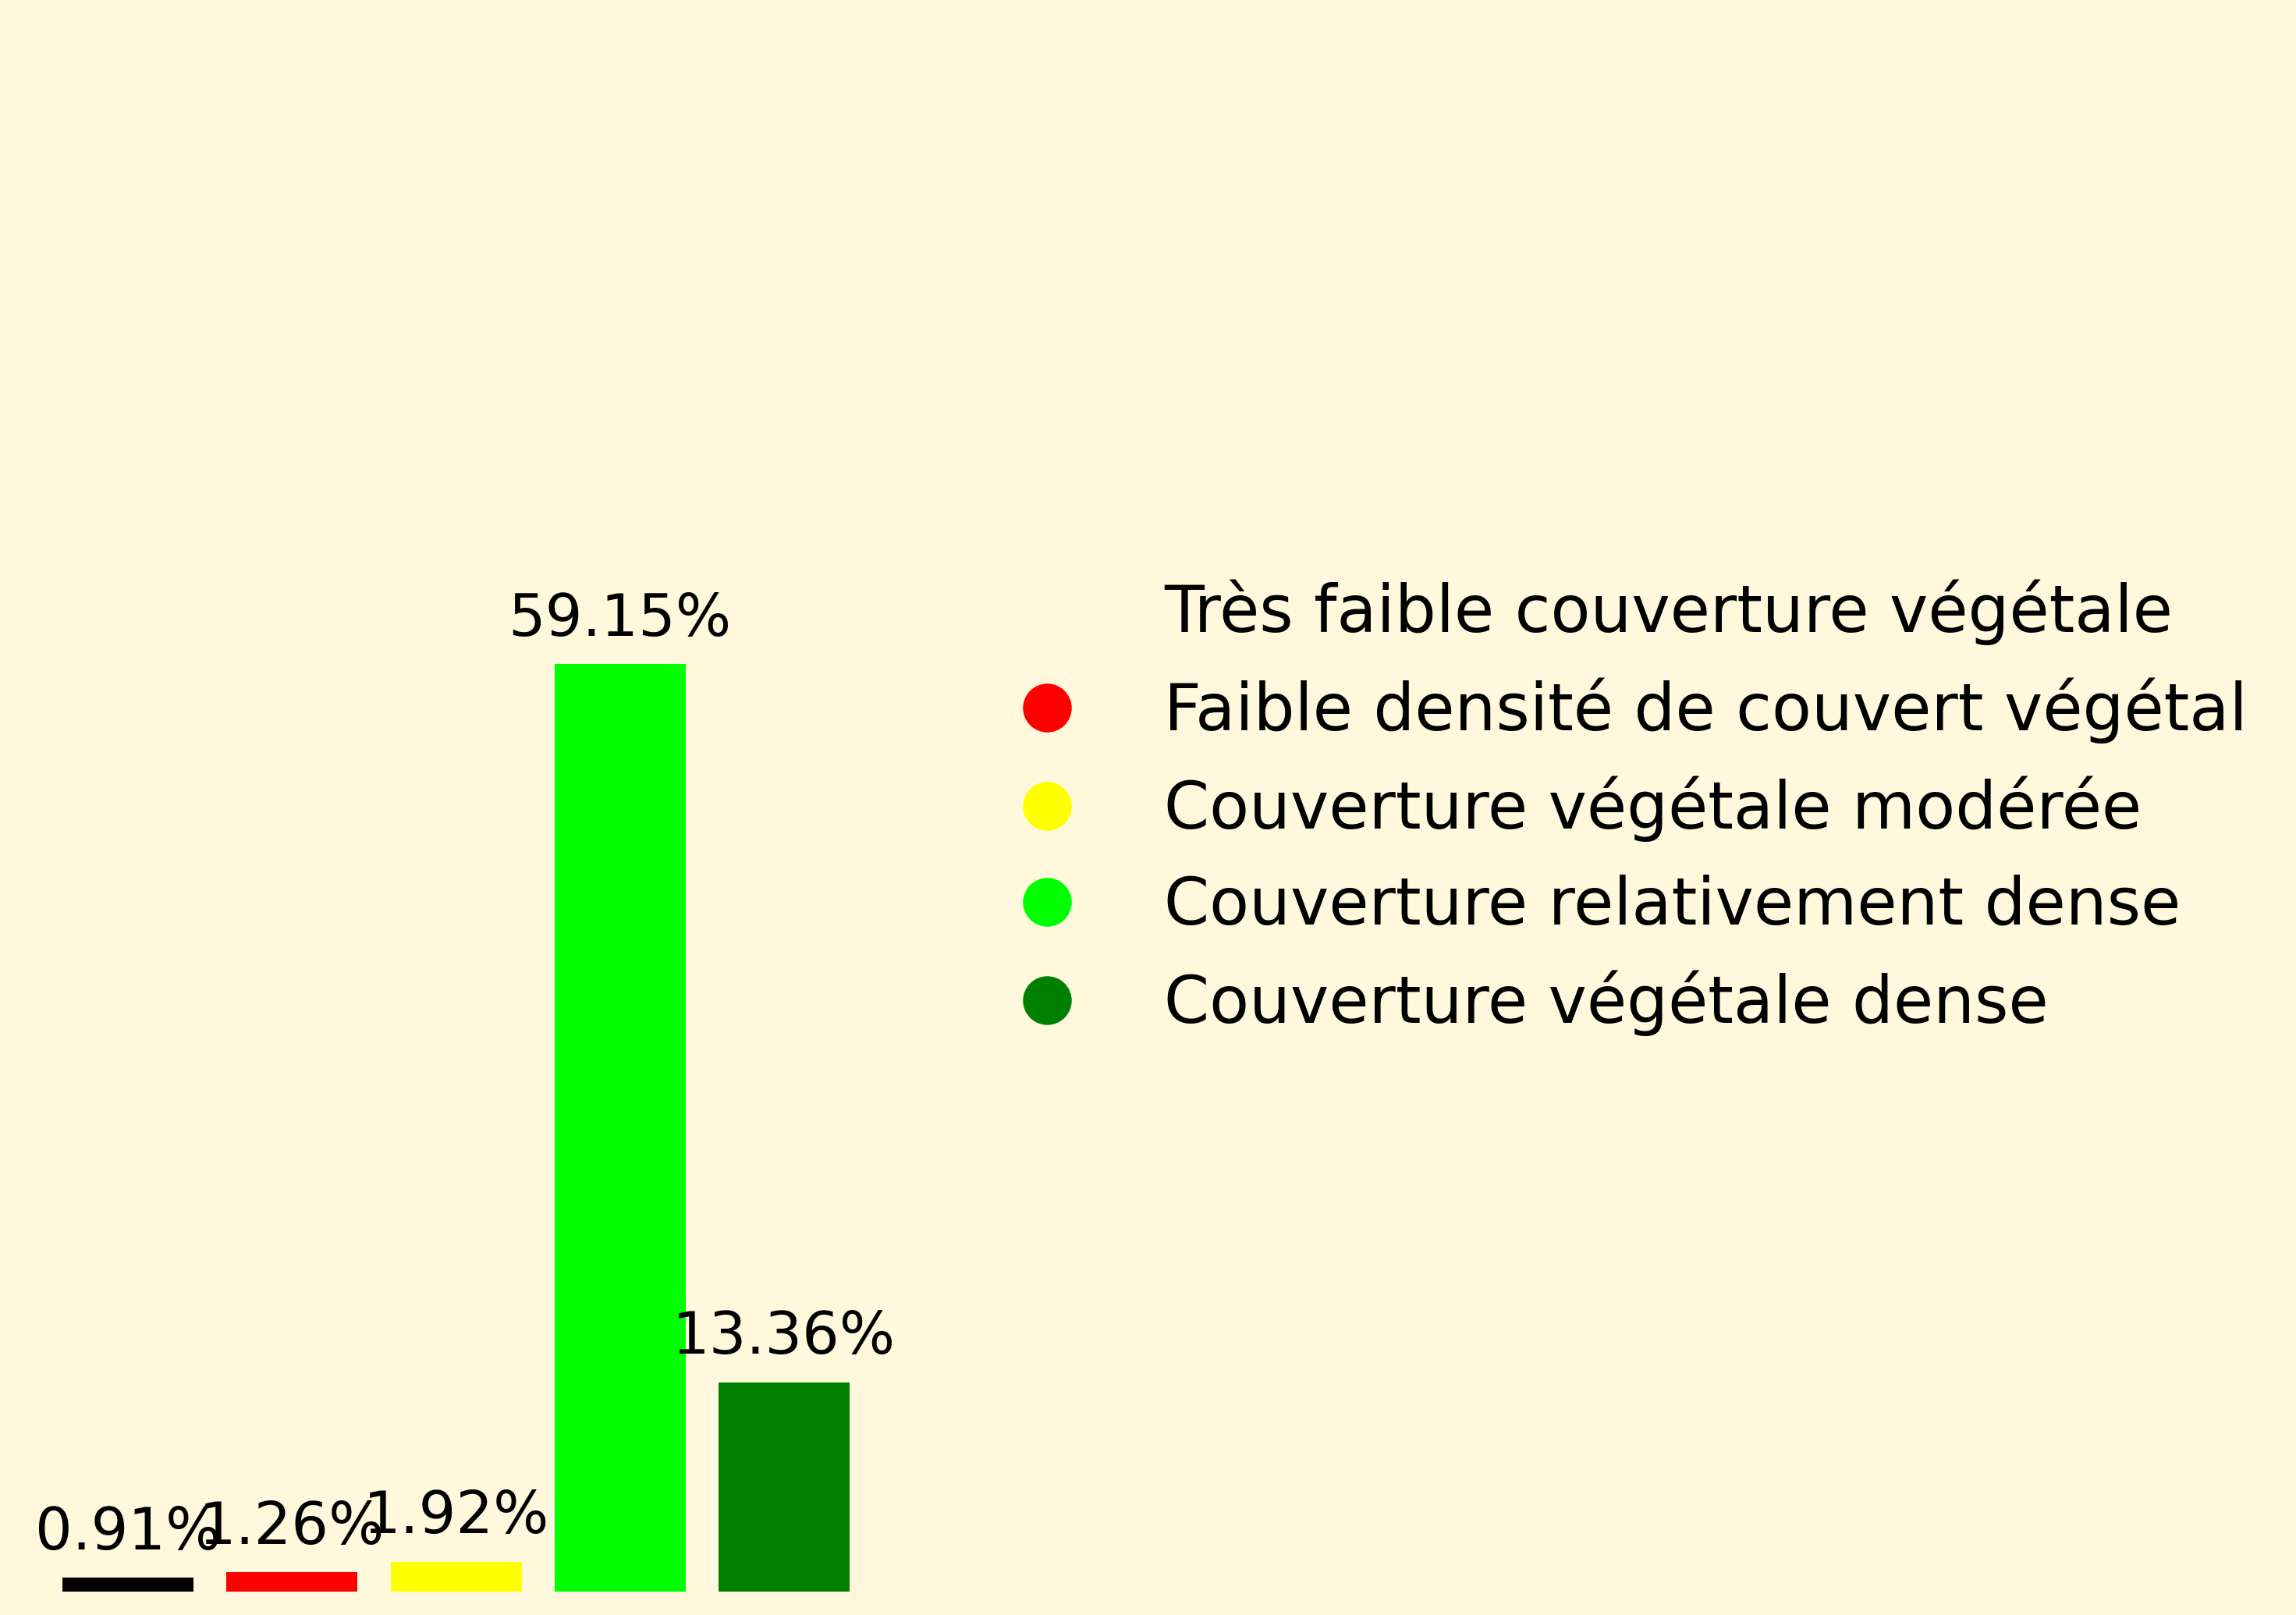 59.15%
13.36%
0.91%
1.26%
1.92%
Très faible couverture végétale
Faible densité de couvert végétal
Couverture végétale modérée
Couverture relativement dense
Couverture végétale dense